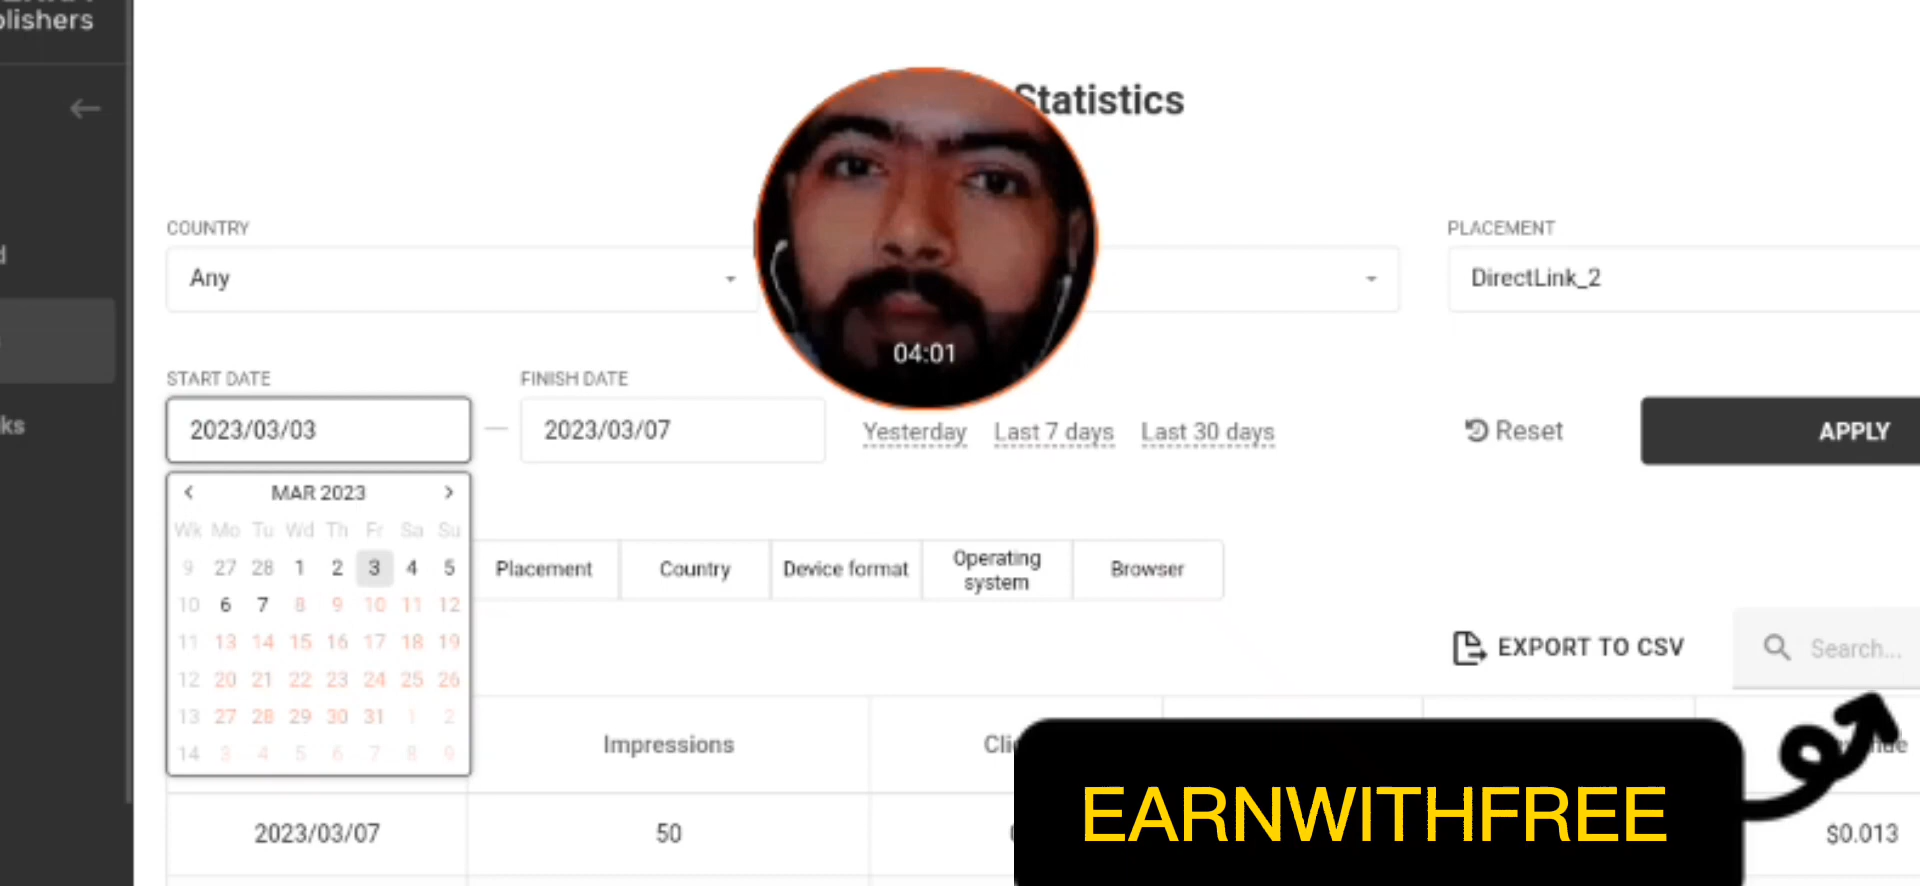 Statistics
COUNTRY
PLACEMENT
Any
DirectLink_2
04:01
START DATE
FINISH DATE
2023/03/03
2023/03/07
Yesterday
Last 7 days
Last 30 days
Reset
APPLY
MAR 2023
Wk Mo Tu Wd Th Fr Sa Su
9 27 28 1 2 3 4 5
10 6 7 8 9 10 11 12
11 13 14 15 16 17 18 19
12 20 21 22 23 24 25 26
13 27 28 29 30 31 1 2
14 3 4 5 6 7 8 9
Placement
Country
Device format
Operating
system
Browser
EXPORT TO CSV
Search...
Impressions
2023/03/07
50
$0.013
EARNWITHFREE